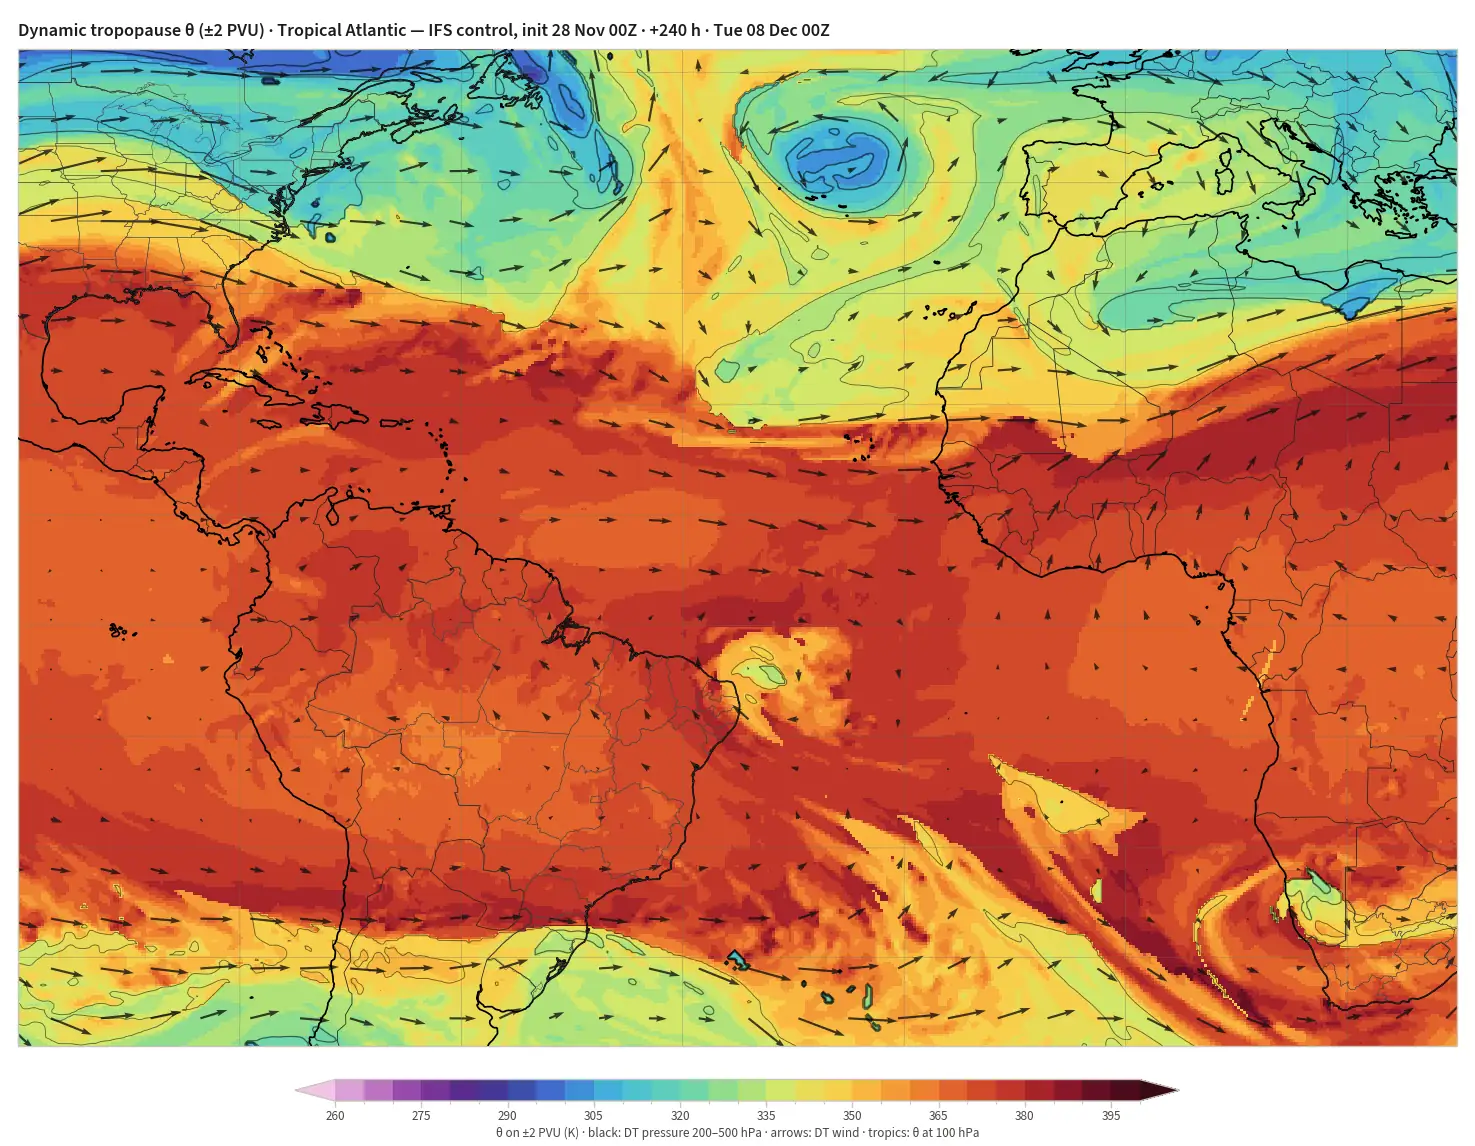 Dynamic tropopause θ (±2 PVU) · Tropical Atlantic — IFS control, init 28 Nov 00Z · +240 h · Tue 08 Dec 00Z
260 275 290 305 320 335 350 365 380 395
θ on ±2 PVU (K) · black: DT pressure 200–500 hPa · arrows: DT wind · tropics: θ at 100 hPa